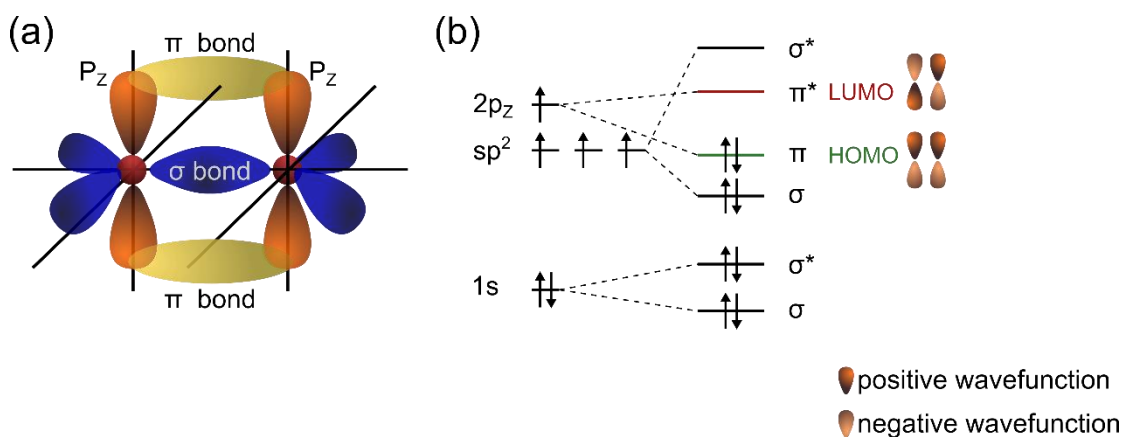 (a)
π bond
Pz
Pz
σ bond
π bond
(b)
σ*
2pz
π* LUMO
sp²
π HOMO
σ
σ*
1s
σ
positive wavefunction
negative wavefunction